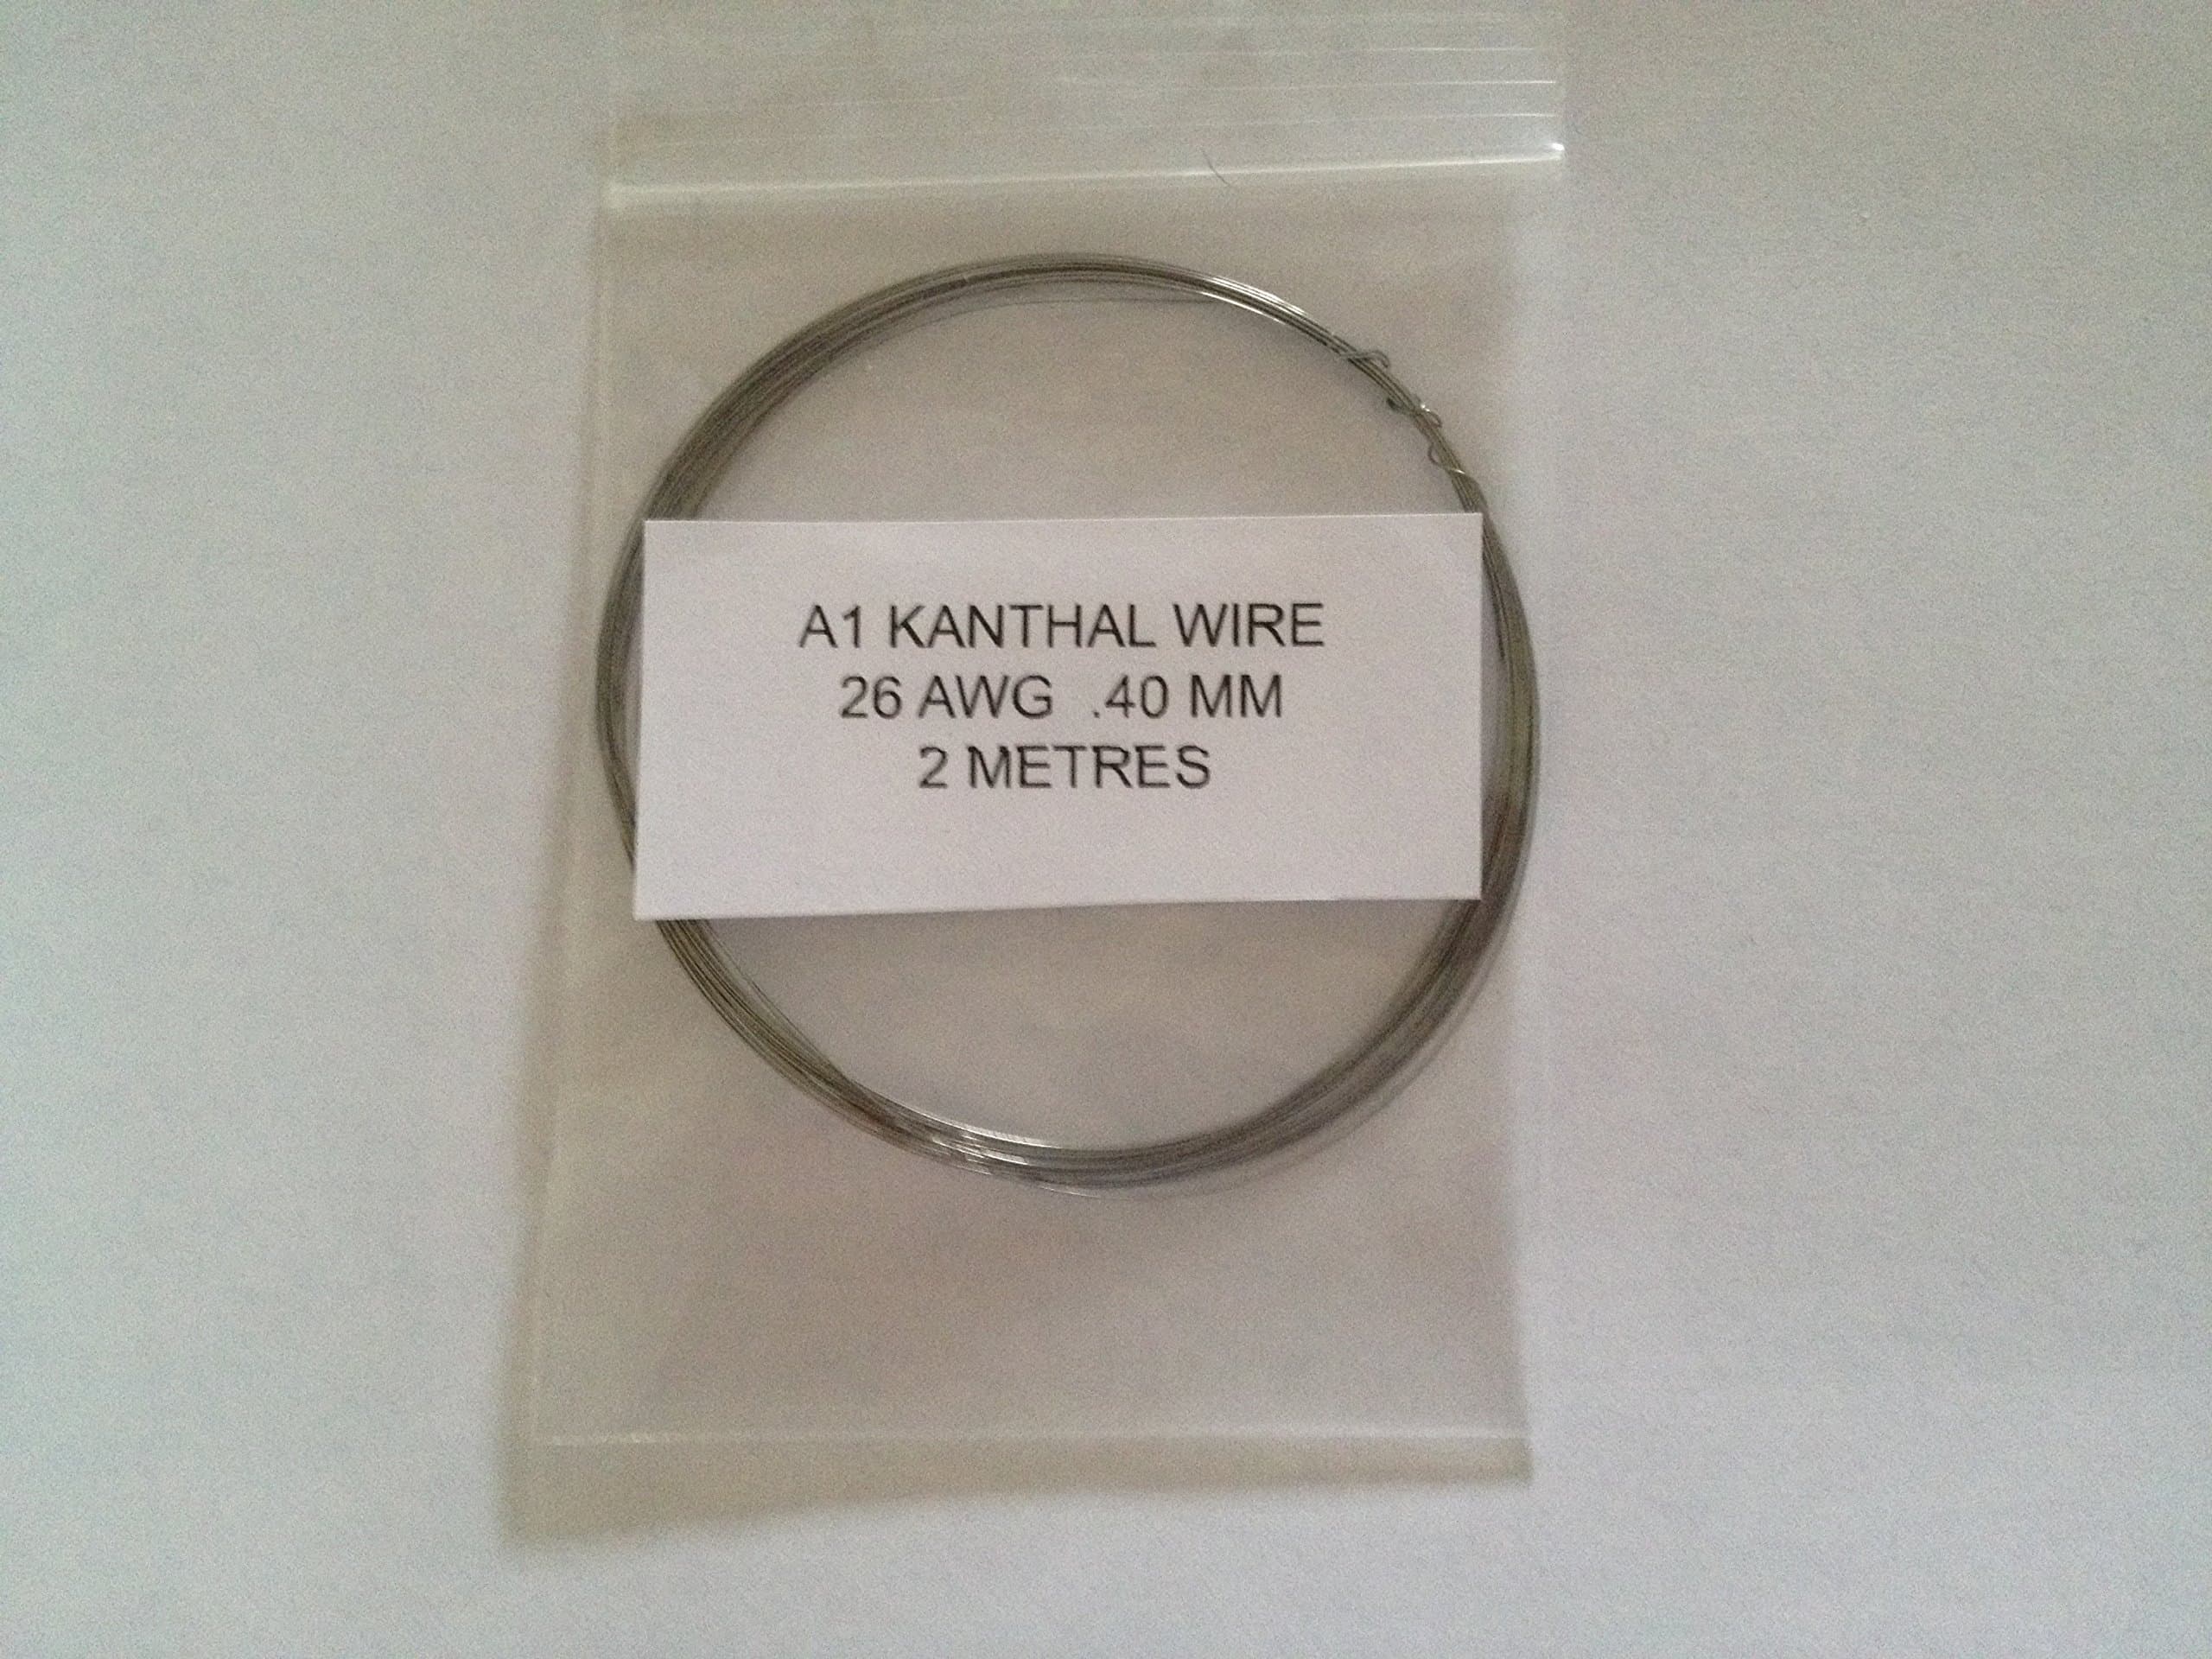 A1 KANTHAL WIRE
26 AWG .40 MM
2 METRES